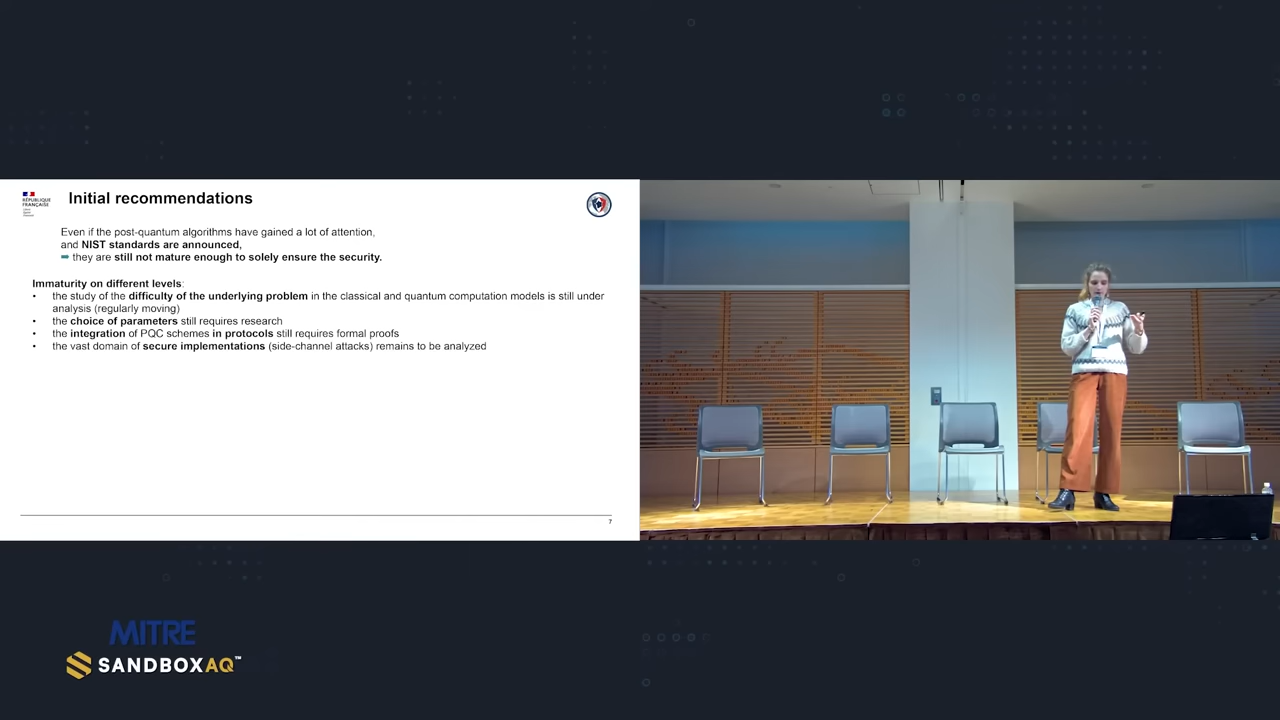 RÉPUBLIQUE
FRANÇAISE
Initial recommendations
Even if the post-quantum algorithms have gained a lot of attention,
and NIST standards are announced,
➡ they are still not mature enough to solely ensure the security.
Immaturity on different levels:
• the study of the difficulty of the underlying problem in the classical and quantum computation models is still under
analysis (regularly moving)
• the choice of parameters still requires research
• the integration of PQC schemes in protocols still requires formal proofs
• the vast domain of secure implementations (side-channel attacks) remains to be analyzed
7
MITRE
SANDBOXAQ™